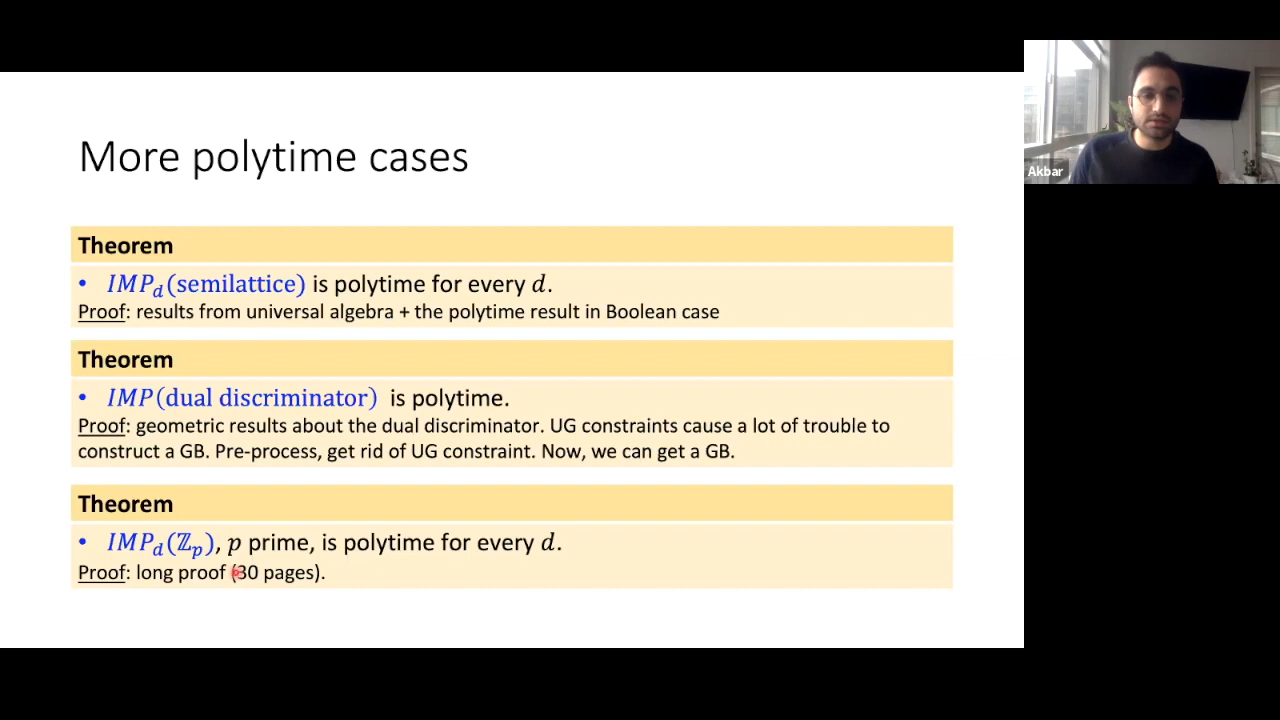 More polytime cases
Theorem
• IMP_d(semilattice) is polytime for every d.
Proof: results from universal algebra + the polytime result in Boolean case
Theorem
• IMP(dual discriminator) is polytime.
Proof: geometric results about the dual discriminator. UG constraints cause a lot of trouble to
construct a GB. Pre-process, get rid of UG constraint. Now, we can get a GB.
Theorem
• IMP_d(ℤ_p), p prime, is polytime for every d.
Proof: long proof (30 pages).
Akbar